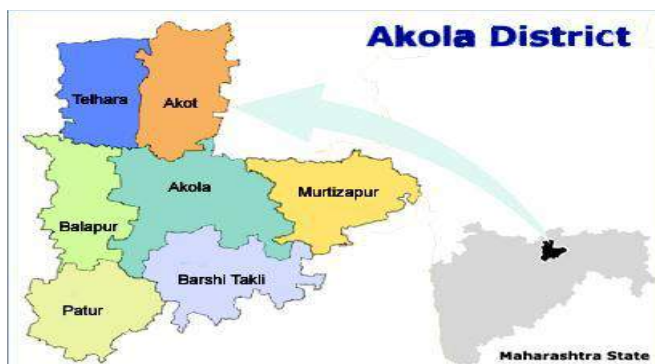 Akola District
Telhara
Akot
Akola
Murtizapur
Balapur
Barshi Takli
Patur
Maharashtra State